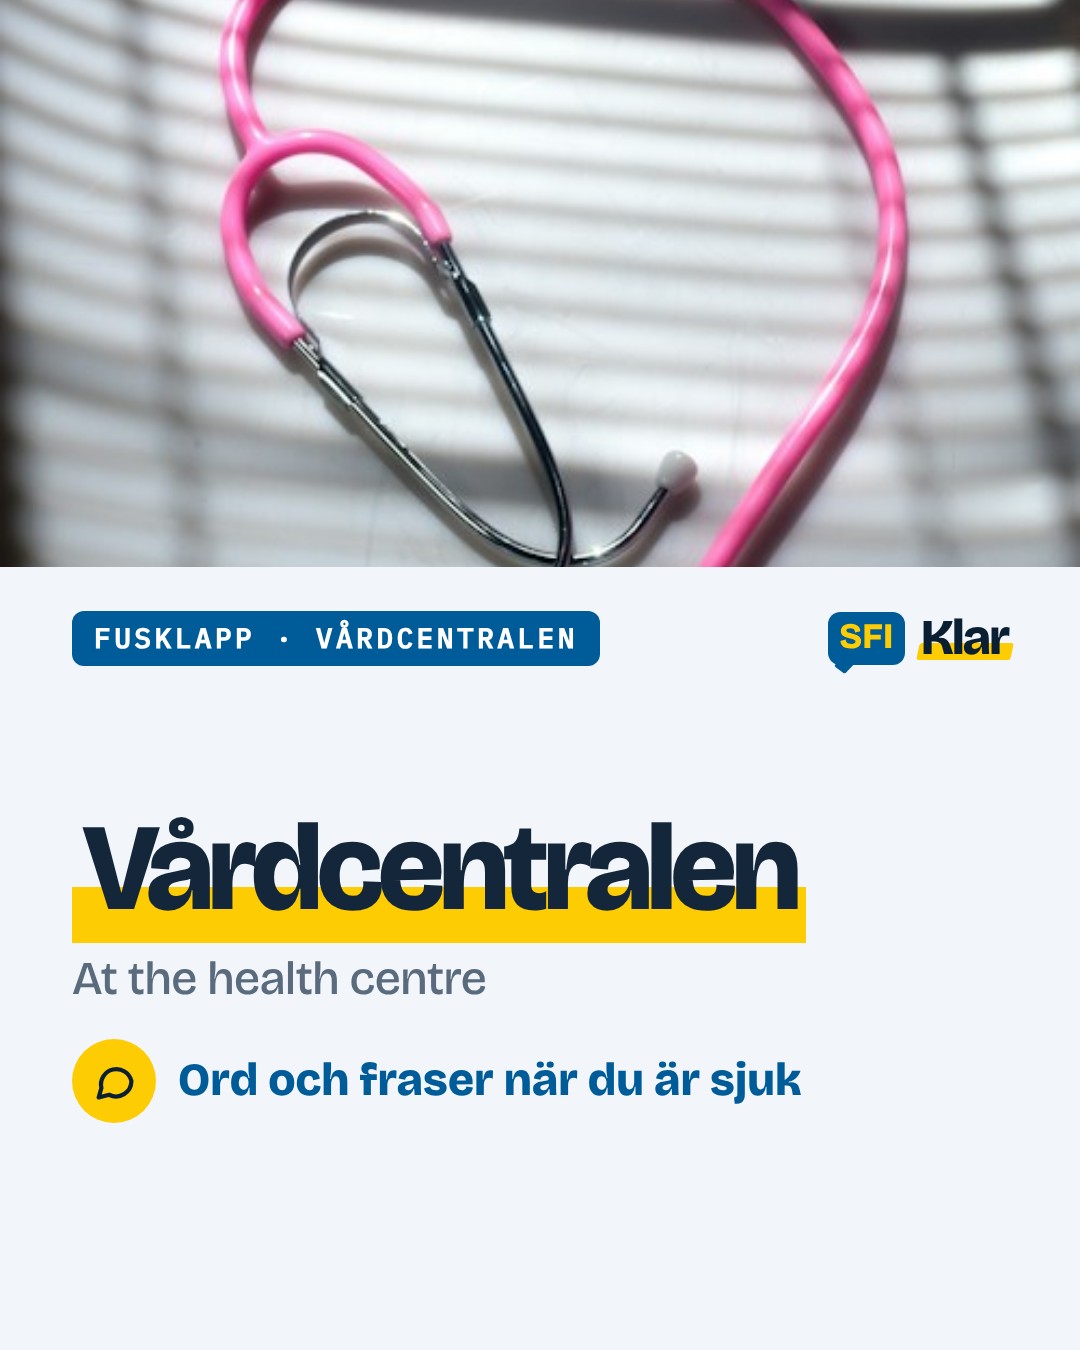 FUSKLAPP · VÅRDCENTRALEN
SFI Klar
Vårdcentralen
At the health centre
Ord och fraser när du är sjuk